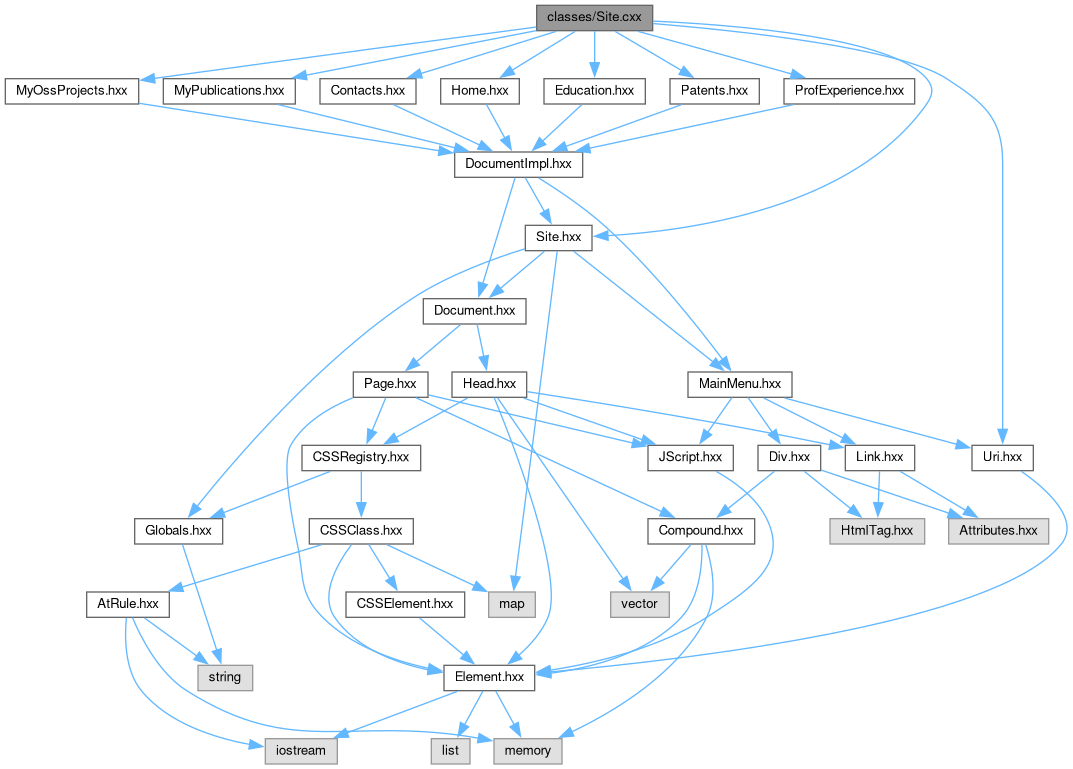 classes/Site.cxx
MyOssProjects.hxx
MyPublications.hxx
Contacts.hxx
Home.hxx
Education.hxx
Patents.hxx
ProfExperience.hxx
DocumentImpl.hxx
Site.hxx
Document.hxx
Page.hxx
Head.hxx
MainMenu.hxx
CSSRegistry.hxx
JScript.hxx
Div.hxx
Link.hxx
Uri.hxx
Globals.hxx
CSSClass.hxx
Compound.hxx
HtmlTag.hxx
Attributes.hxx
AtRule.hxx
CSSElement.hxx
map
vector
string
Element.hxx
iostream
list
memory